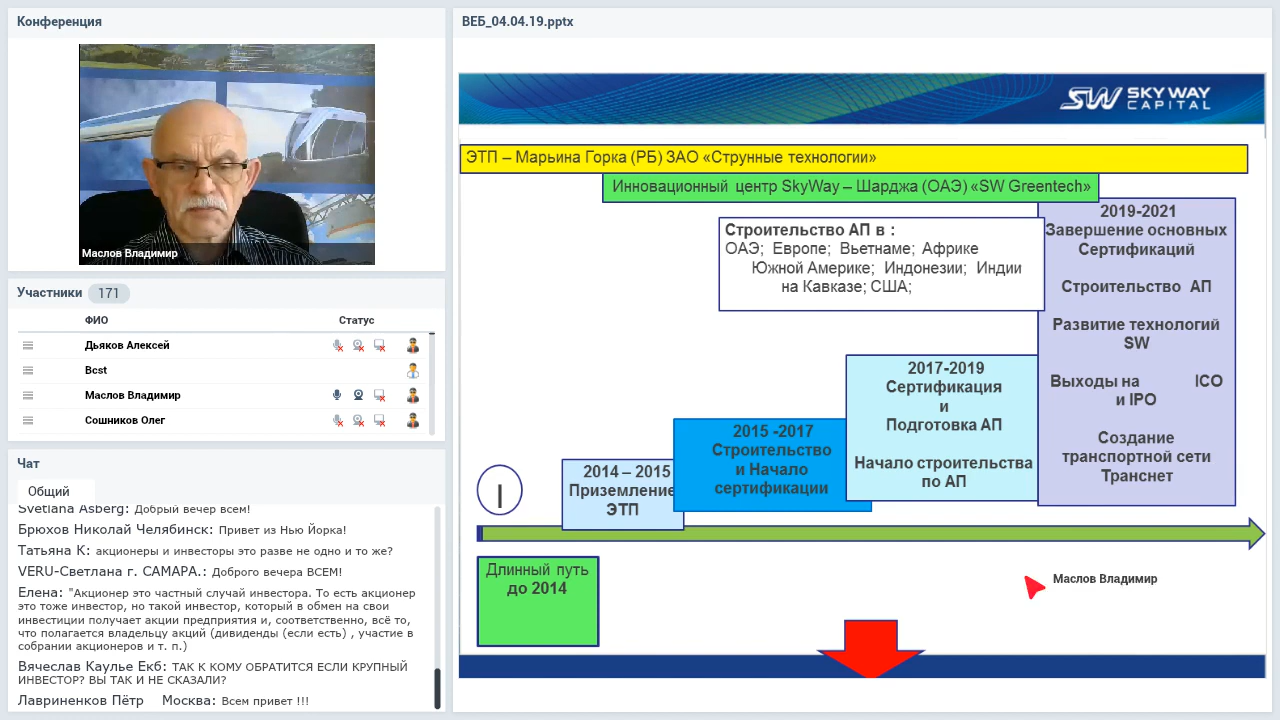 Конференция
Маслов Владимир
Участники 171
ФИО Статус
Дьяков Алексей
Bcst
Маслов Владимир
Сошников Олег
Чат
Общий
Svetlana Asberg: Добрый вечер всем!
Брюхов Николай Челябинск: Привет из Нью Йорка!
Татьяна К: акционеры и инвесторы это разве не одно и то же?
VERU-Светлана г. САМАРА.: Доброго вечера ВСЕМ!
Елена: "Акционер это частный случай инвестора. То есть акционер
это тоже инвестор, но такой инвестор, который в обмен на свои
инвестиции получает акции предприятия и, соответственно, всё то,
что полагается владельцу акций (дивиденды (если есть) , участие в
собрании акционеров и т. п.)
Вячеслав Каулье Екб: ТАК К КОМУ ОБРАТИТСЯ ЕСЛИ КРУПНЫЙ
ИНВЕСТОР? ВЫ ТАК И НЕ СКАЗАЛИ?
Лавриненков Пётр Москва: Всем привет !!!
ВЕБ_04.04.19.pptx
SW SKY WAY
CAPITAL
ЭТП – Марьина Горка (РБ) ЗАО «Струнные технологии»
Инновационный центр SkyWay – Шарджа (ОАЭ) «SW Greentech»
Строительство АП в :
ОАЭ; Европе; Вьетнаме; Африке
Южной Америке; Индонезии; Индии
на Кавказе; США;
2019-2021
Завершение основных
Сертификаций
Строительство АП
Развитие технологий
SW
Выходы на ICO
и IPO
Создание
транспортной сети
Транснет
2017-2019
Сертификация
и
Подготовка АП
Начало строительства
по АП
2015 -2017
Строительство
и Начало
сертификации
2014 – 2015
Приземление
ЭТП
|
Длинный путь
до 2014
Маслов Владимир